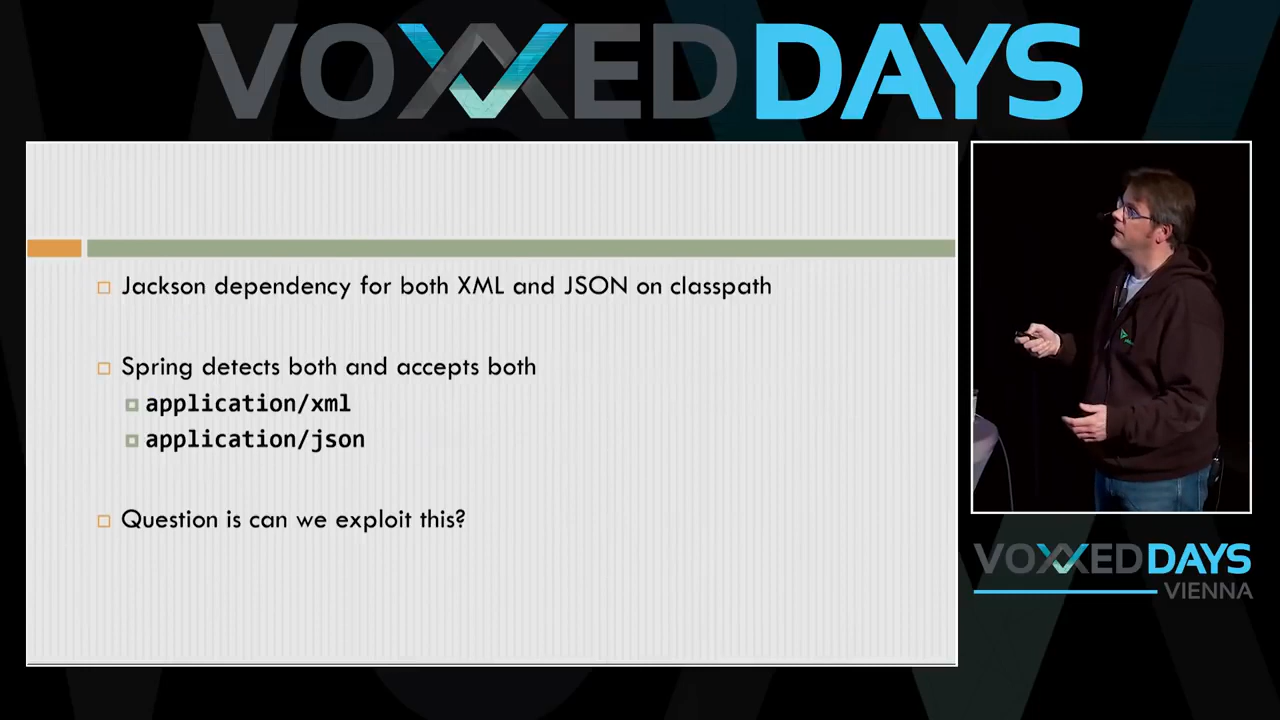 VOXXED DAYS
Jackson dependency for both XML and JSON on classpath
Spring detects both and accepts both
application/xml
application/json
Question is can we exploit this?
VOXXED DAYS
VIENNA